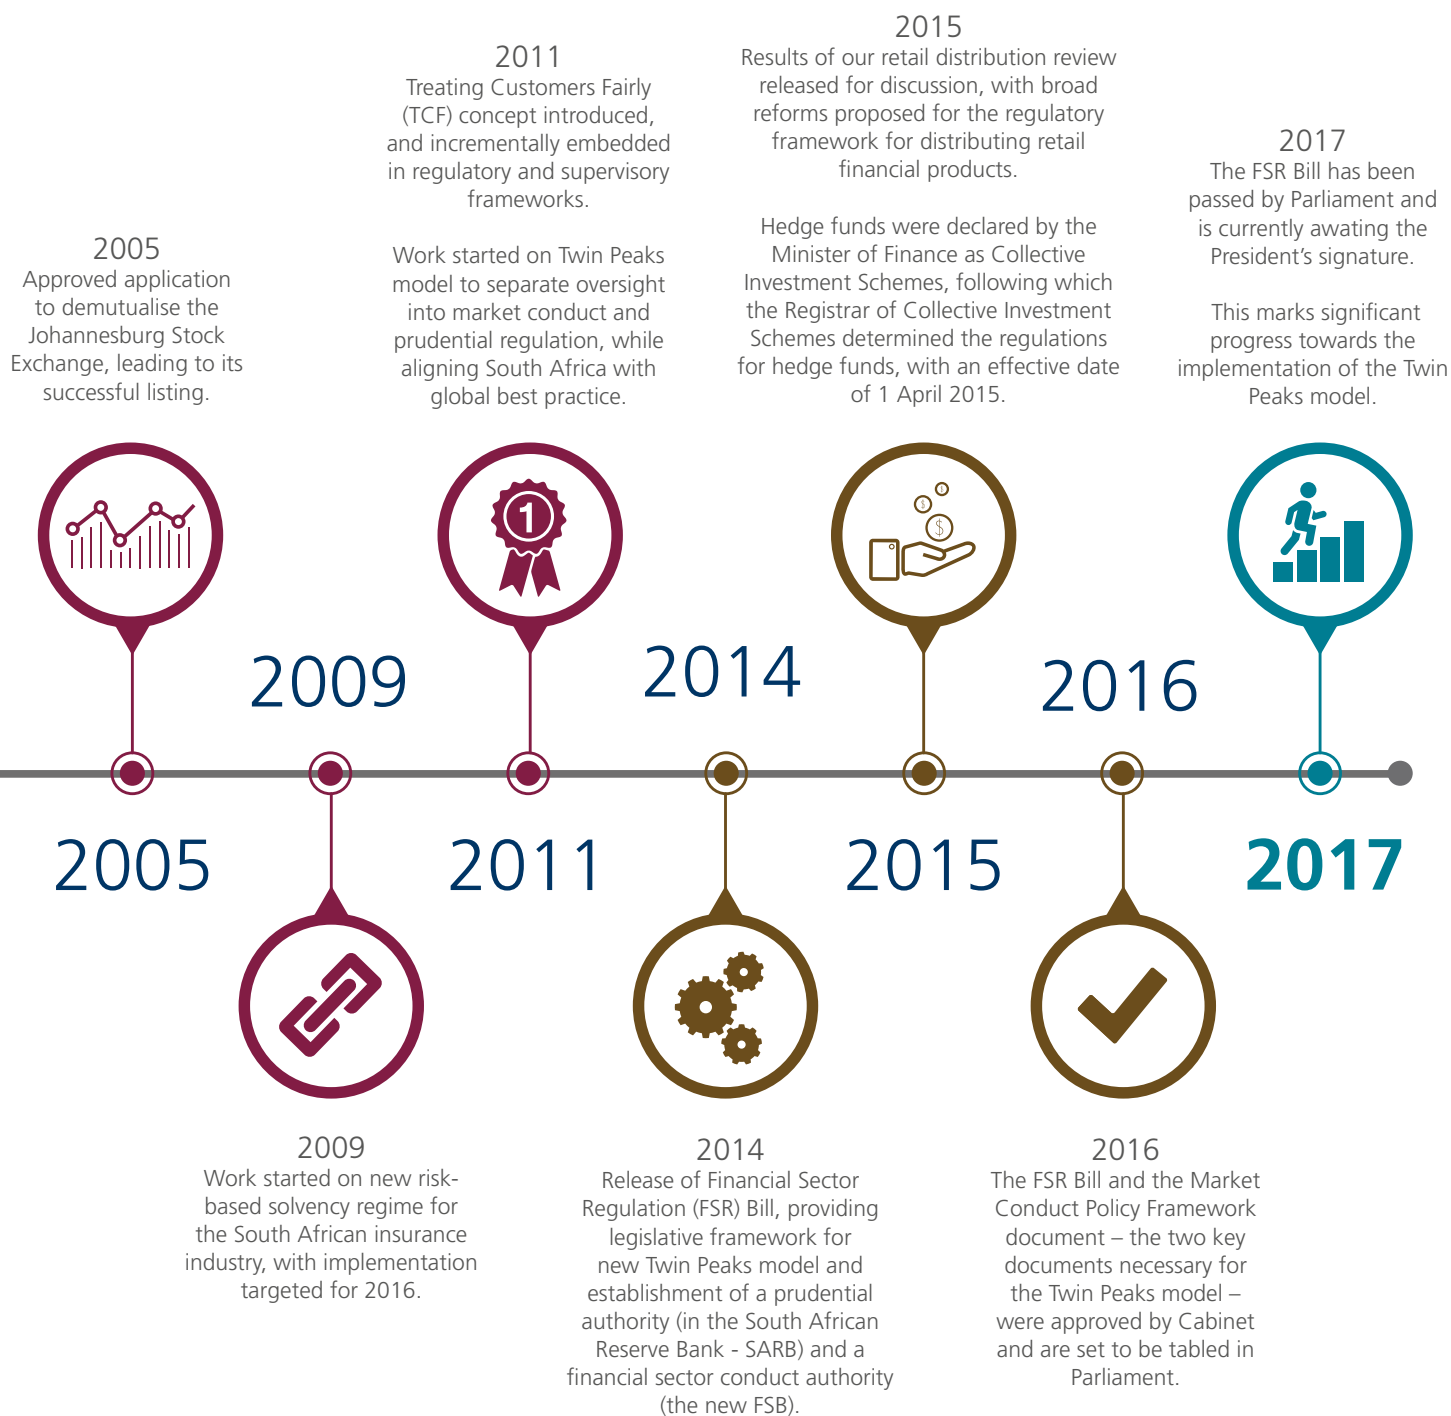 2005
Approved application
to demutualise the
Johannesburg Stock
Exchange, leading to its
successful listing.
2011
Treating Customers Fairly
(TCF) concept introduced,
and incrementally embedded
in regulatory and supervisory
frameworks.
Work started on Twin Peaks
model to separate oversight
into market conduct and
prudential regulation, while
aligning South Africa with
global best practice.
2015
Results of our retail distribution review
released for discussion, with broad
reforms proposed for the regulatory
framework for distributing retail
financial products.
Hedge funds were declared by the
Minister of Finance as Collective
Investment Schemes, following which
the Registrar of Collective Investment
Schemes determined the regulations
for hedge funds, with an effective date
of 1 April 2015.
2017
The FSR Bill has been
passed by Parliament and
is currently awating the
President's signature.
This marks significant
progress towards the
implementation of the Twin
Peaks model.
1
$
$
$
2009
2014
2016
2005
2011
2015
2017
2009
Work started on new risk-
based solvency regime for
the South African insurance
industry, with implementation
targeted for 2016.
2014
Release of Financial Sector
Regulation (FSR) Bill, providing
legislative framework for
new Twin Peaks model and
establishment of a prudential
authority (in the South African
Reserve Bank - SARB) and a
financial sector conduct authority
(the new FSB).
2016
The FSR Bill and the Market
Conduct Policy Framework
document – the two key
documents necessary for
the Twin Peaks model –
were approved by Cabinet
and are set to be tabled in
Parliament.